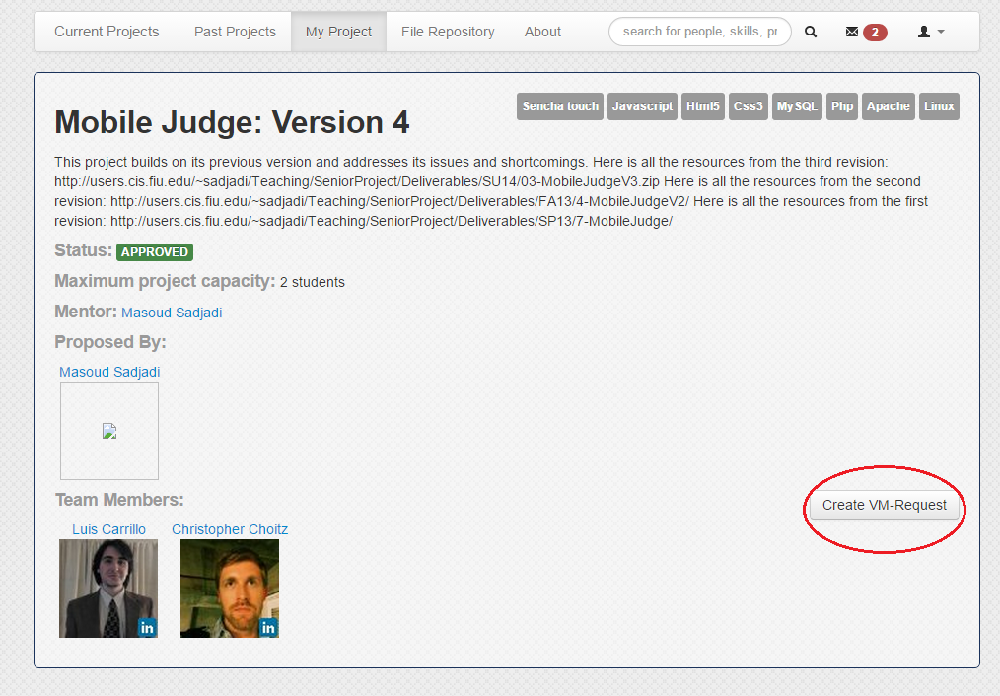 Current Projects Past Projects My Project File Repository About search for people, skills, pr 2
Sencha touch Javascript Html5 Css3 MySQL Php Apache Linux
Mobile Judge: Version 4
This project builds on its previous version and addresses its issues and shortcomings. Here is all the resources from the third revision:
http://users.cis.fiu.edu/~sadjadi/Teaching/SeniorProject/Deliverables/SU14/03-MobileJudgeV3.zip Here is all the resources from the second
revision: http://users.cis.fiu.edu/~sadjadi/Teaching/SeniorProject/Deliverables/FA13/4-MobileJudgeV2/ Here is all the resources from the first
revision: http://users.cis.fiu.edu/~sadjadi/Teaching/SeniorProject/Deliverables/SP13/7-MobileJudge/
Status: APPROVED
Maximum project capacity: 2 students
Mentor: Masoud Sadjadi
Proposed By:
Masoud Sadjadi
Team Members:
Create VM-Request
Luis Carrillo Christopher Choitz
in in